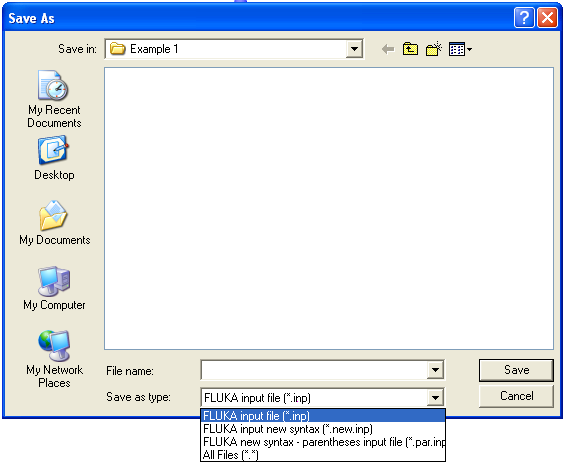 Save As
Save in:
Example 1
My Recent
Documents
Desktop
My Documents
My Computer
My Network
Places
File name:
Save
Save as type:
FLUKA input file (*.inp)
Cancel
FLUKA input file (*.inp)
FLUKA input new syntax (*.new.inp)
FLUKA new syntax - parentheses input file (*.par.inp
All Files (*.*)